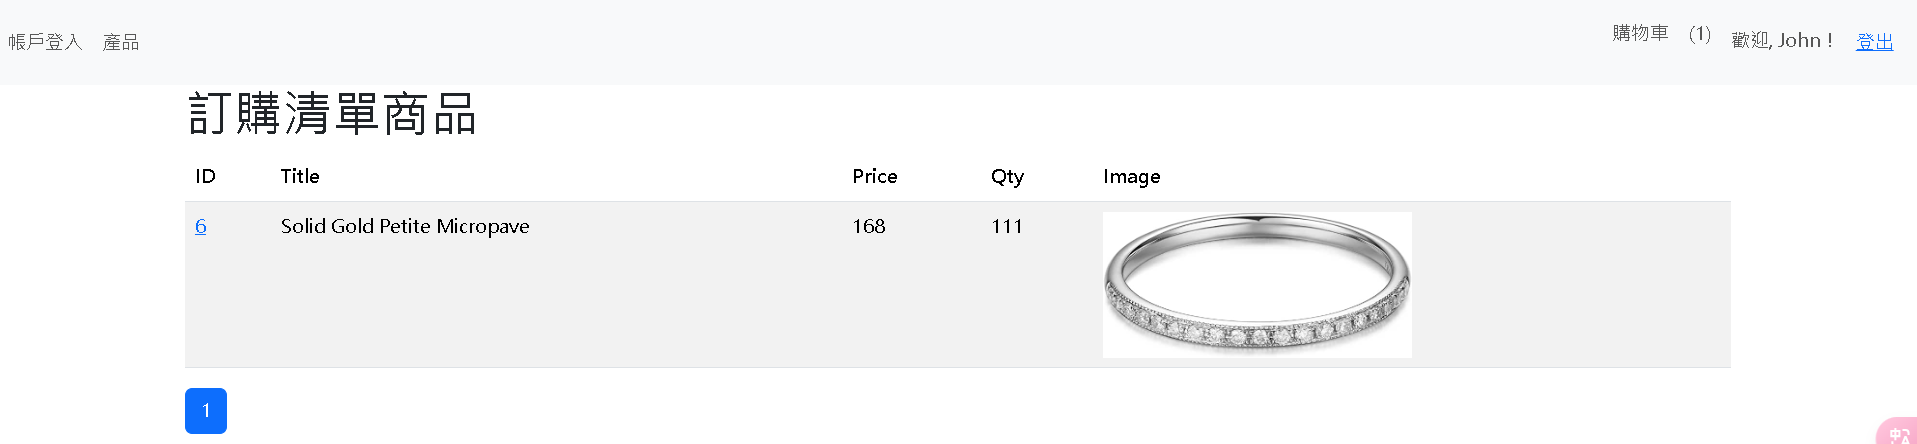 帳戶登入 產品 購物車 (1) 歡迎, John ! 登出
訂購清單商品
ID Title Price Qty Image
6 Solid Gold Petite Micropave 168 111
1
中